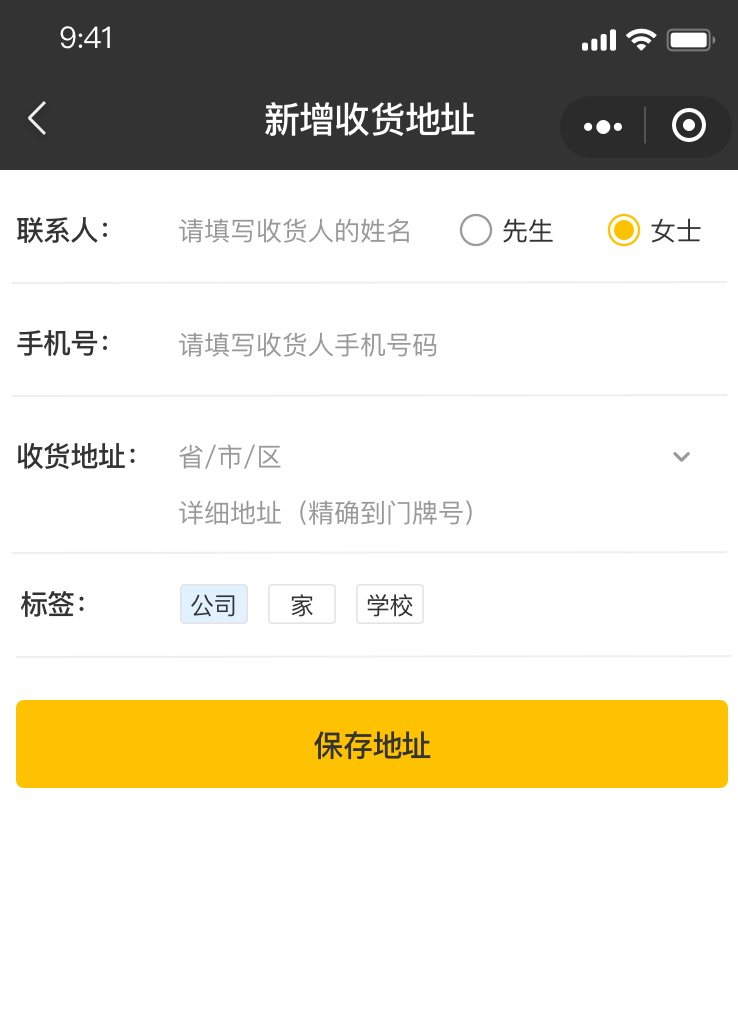 9:41
新增收货地址
联系人： 请填写收货人的姓名 先生 女士
手机号： 请填写收货人手机号码
收货地址： 省/市/区
详细地址（精确到门牌号）
标签： 公司 家 学校
保存地址